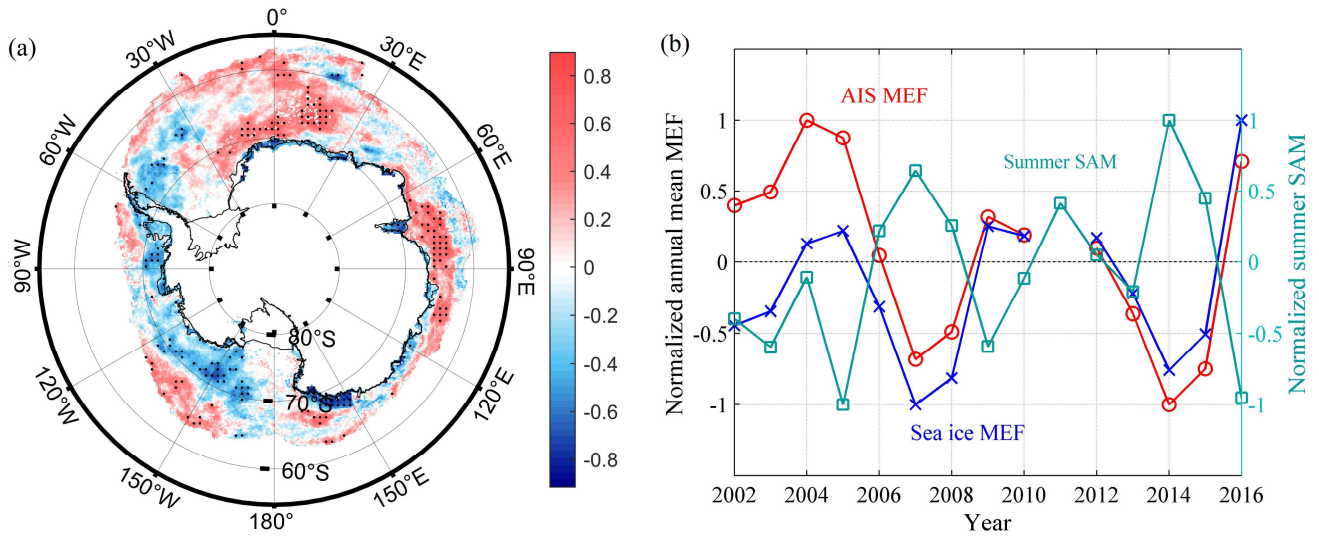 (a)
0°
30°E
60°E
90°E
120°E
150°E
180°
150°W
120°W
90°W
60°W
30°W
80°S
70°S
60°S
0.8
0.6
0.4
0.2
0
-0.2
-0.4
-0.6
-0.8
(b)
Normalized annual mean MEF
1
0.5
0
-0.5
-1
AIS MEF
Summer SAM
Sea ice MEF
1
0.5
0
-0.5
-1
Normalized summer SAM
2002 2004 2006 2008 2010 2012 2014 2016
Year